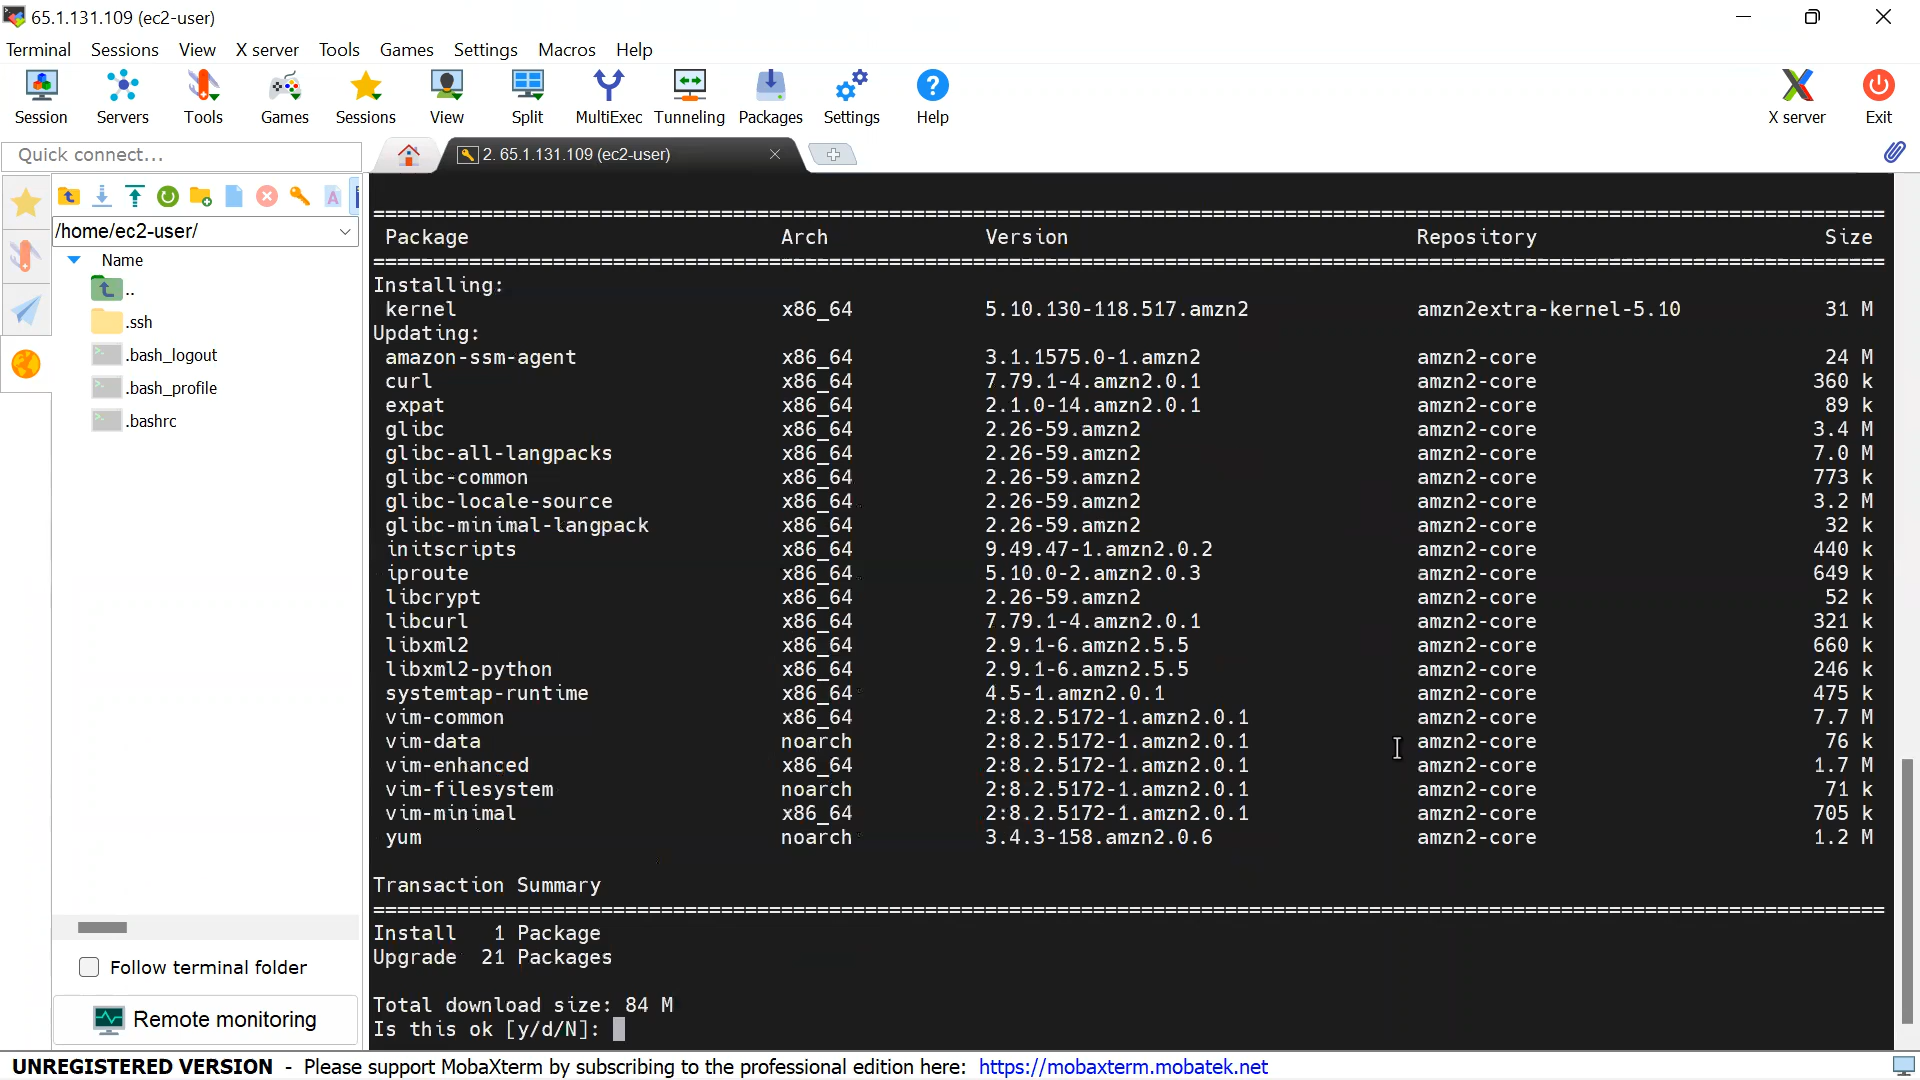 65.1.131.109 (ec2-user)
Terminal Sessions View X server Tools Games Settings Macros Help
Session Servers Tools Games Sessions View Split MultiExec Tunneling Packages Settings Help X server Exit
Quick connect...
2. 65.1.131.109 (ec2-user)
/home/ec2-user/
Name
..
.ssh
.bash_logout
.bash_profile
.bashrc
Follow terminal folder
Remote monitoring
Package Arch Version Repository Size
Installing:
kernel x86_64 5.10.130-118.517.amzn2 amzn2extra-kernel-5.10 31 M
Updating:
amazon-ssm-agent x86_64 3.1.1575.0-1.amzn2 amzn2-core 24 M
curl x86_64 7.79.1-4.amzn2.0.1 amzn2-core 360 k
expat x86_64 2.1.0-14.amzn2.0.1 amzn2-core 89 k
glibc x86_64 2.26-59.amzn2 amzn2-core 3.4 M
glibc-all-langpacks x86_64 2.26-59.amzn2 amzn2-core 7.0 M
glibc-common x86_64 2.26-59.amzn2 amzn2-core 773 k
glibc-locale-source x86_64 2.26-59.amzn2 amzn2-core 3.2 M
glibc-minimal-langpack x86_64 2.26-59.amzn2 amzn2-core 32 k
initscripts x86_64 9.49.47-1.amzn2.0.2 amzn2-core 440 k
iproute x86_64 5.10.0-2.amzn2.0.3 amzn2-core 649 k
libcrypt x86_64 2.26-59.amzn2 amzn2-core 52 k
libcurl x86_64 7.79.1-4.amzn2.0.1 amzn2-core 321 k
libxml2 x86_64 2.9.1-6.amzn2.5.5 amzn2-core 660 k
libxml2-python x86_64 2.9.1-6.amzn2.5.5 amzn2-core 246 k
systemtap-runtime x86_64 4.5-1.amzn2.0.1 amzn2-core 475 k
vim-common x86_64 2:8.2.5172-1.amzn2.0.1 amzn2-core 7.7 M
vim-data noarch 2:8.2.5172-1.amzn2.0.1 amzn2-core 76 k
vim-enhanced x86_64 2:8.2.5172-1.amzn2.0.1 amzn2-core 1.7 M
vim-filesystem noarch 2:8.2.5172-1.amzn2.0.1 amzn2-core 71 k
vim-minimal x86_64 2:8.2.5172-1.amzn2.0.1 amzn2-core 705 k
yum noarch 3.4.3-158.amzn2.0.6 amzn2-core 1.2 M
Transaction Summary
Install 1 Package
Upgrade 21 Packages
Total download size: 84 M
Is this ok [y/d/N]:
UNREGISTERED VERSION - Please support MobaXterm by subscribing to the professional edition here: https://mobaxterm.mobatek.net